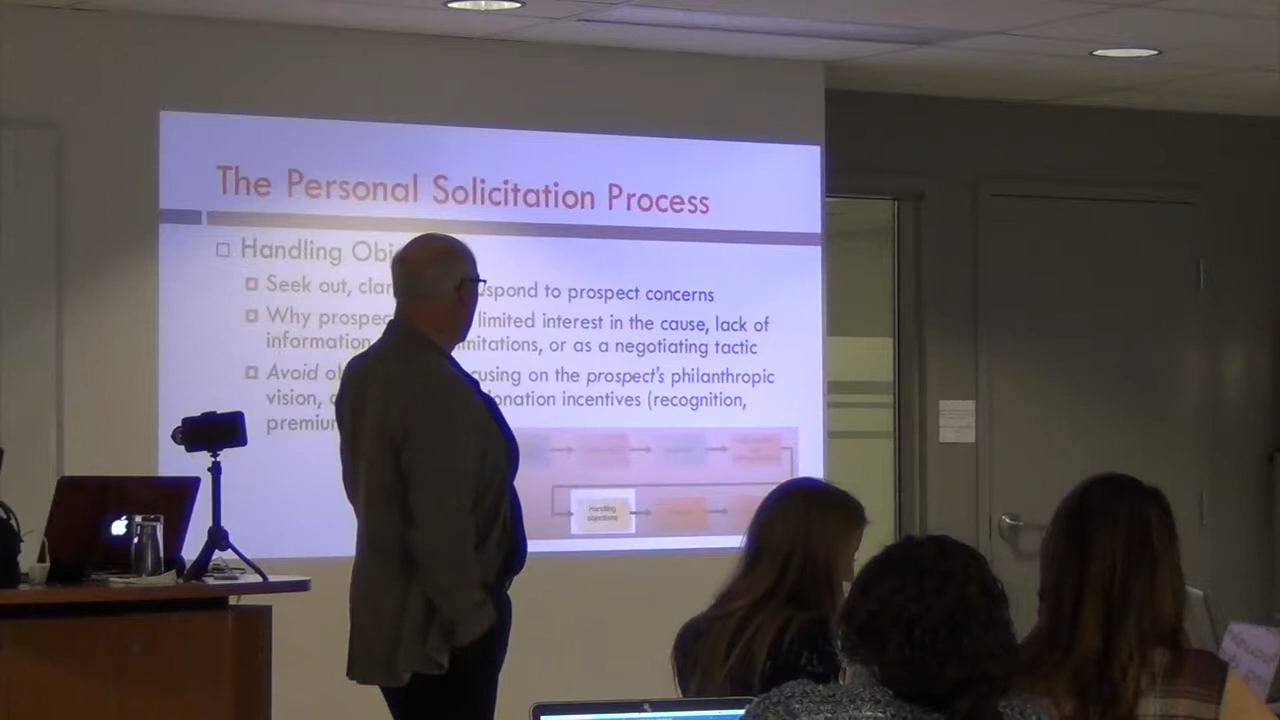 The Personal Solicitation Process
Handling Obj
Seek out, clar spond to prospect concerns
Why prospec limited interest in the cause, lack of
information mitations, or as a negotiating tactic
Avoid ob using on the prospect's philanthropic
vision, onation incentives (recognition,
premiu
Handling
objections